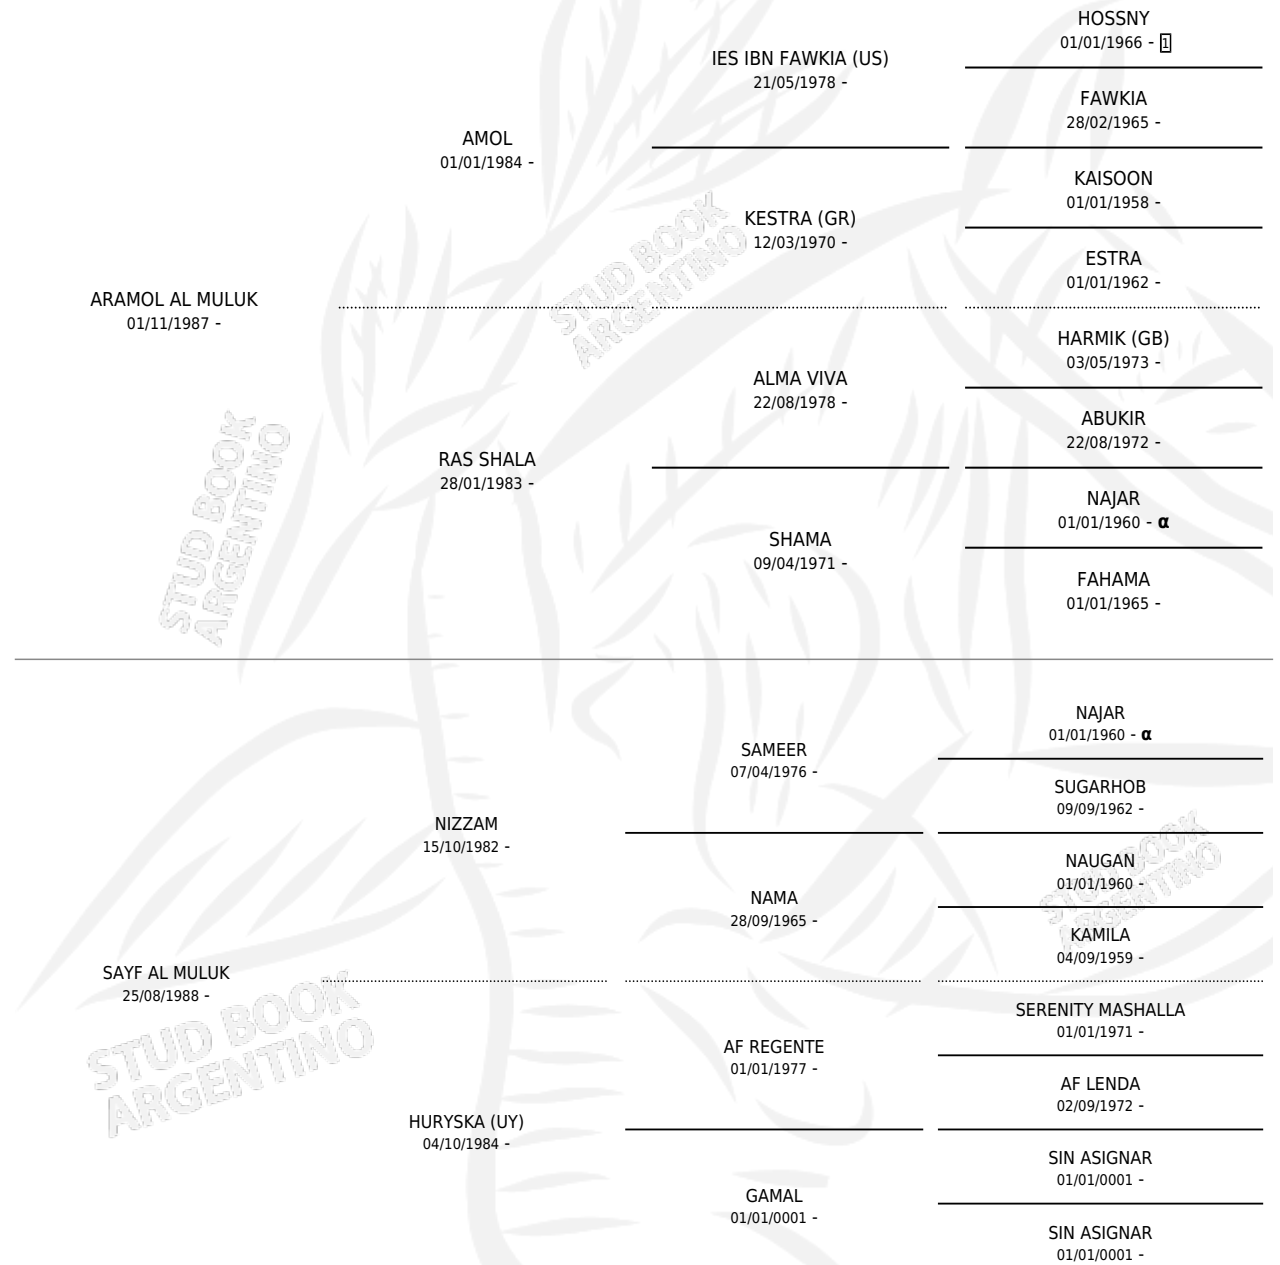 HOSSNY
01/01/1966 - 1
IES IBN FAWKIA (US)
21/05/1978 -
FAWKIA
28/02/1965 -
AMOL
01/01/1984 -
KAISOON
01/01/1958 -
KESTRA (GR)
12/03/1970 -
ESTRA
01/01/1962 -
ARAMOL AL MULUK
01/11/1987 -
HARMIK (GB)
03/05/1973 -
ALMA VIVA
22/08/1978 -
ABUKIR
22/08/1972 -
RAS SHALA
28/01/1983 -
NAJAR
01/01/1960 - α
SHAMA
09/04/1971 -
FAHAMA
01/01/1965 -
NAJAR
01/01/1960 - α
SAMEER
07/04/1976 -
SUGARHOB
09/09/1962 -
NIZZAM
15/10/1982 -
NAUGAN
01/01/1960 -
NAMA
28/09/1965 -
KAMILA
04/09/1959 -
SAYF AL MULUK
25/08/1988 -
SERENITY MASHALLA
01/01/1971 -
AF REGENTE
01/01/1977 -
AF LENDA
02/09/1972 -
HURYSKA (UY)
04/10/1984 -
SIN ASIGNAR
01/01/0001 -
GAMAL
01/01/0001 -
SIN ASIGNAR
01/01/0001 -
STUD BOOK
ARGENTINO
STUD BOOK
ARGENTINO
STUD BOOK
ARGENTINO
STUD BOOK
ARGENTINO